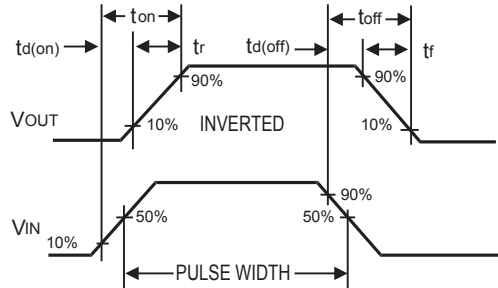 ton
toff
td(on)
tr
td(off)
tf
90%
90%
VOUT
10%
INVERTED
10%
90%
VIN
50%
50%
10%
PULSE WIDTH